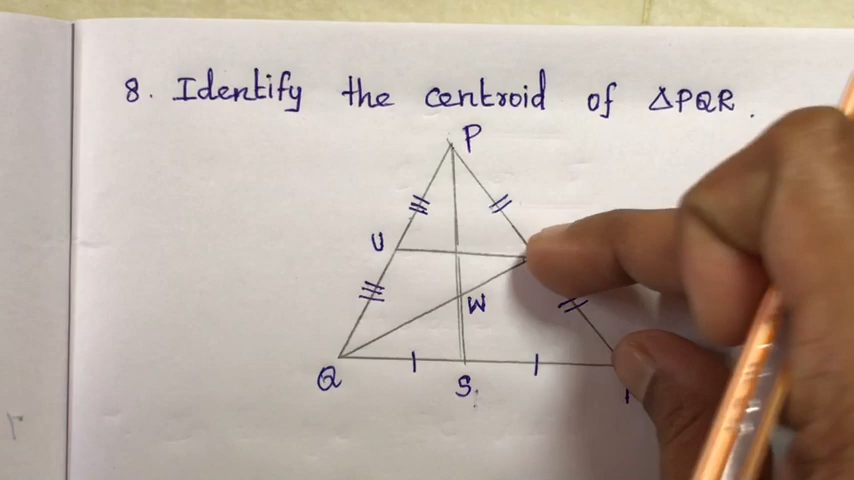 8. Identify the centroid of ΔPQR.
P
U
W
Q
S